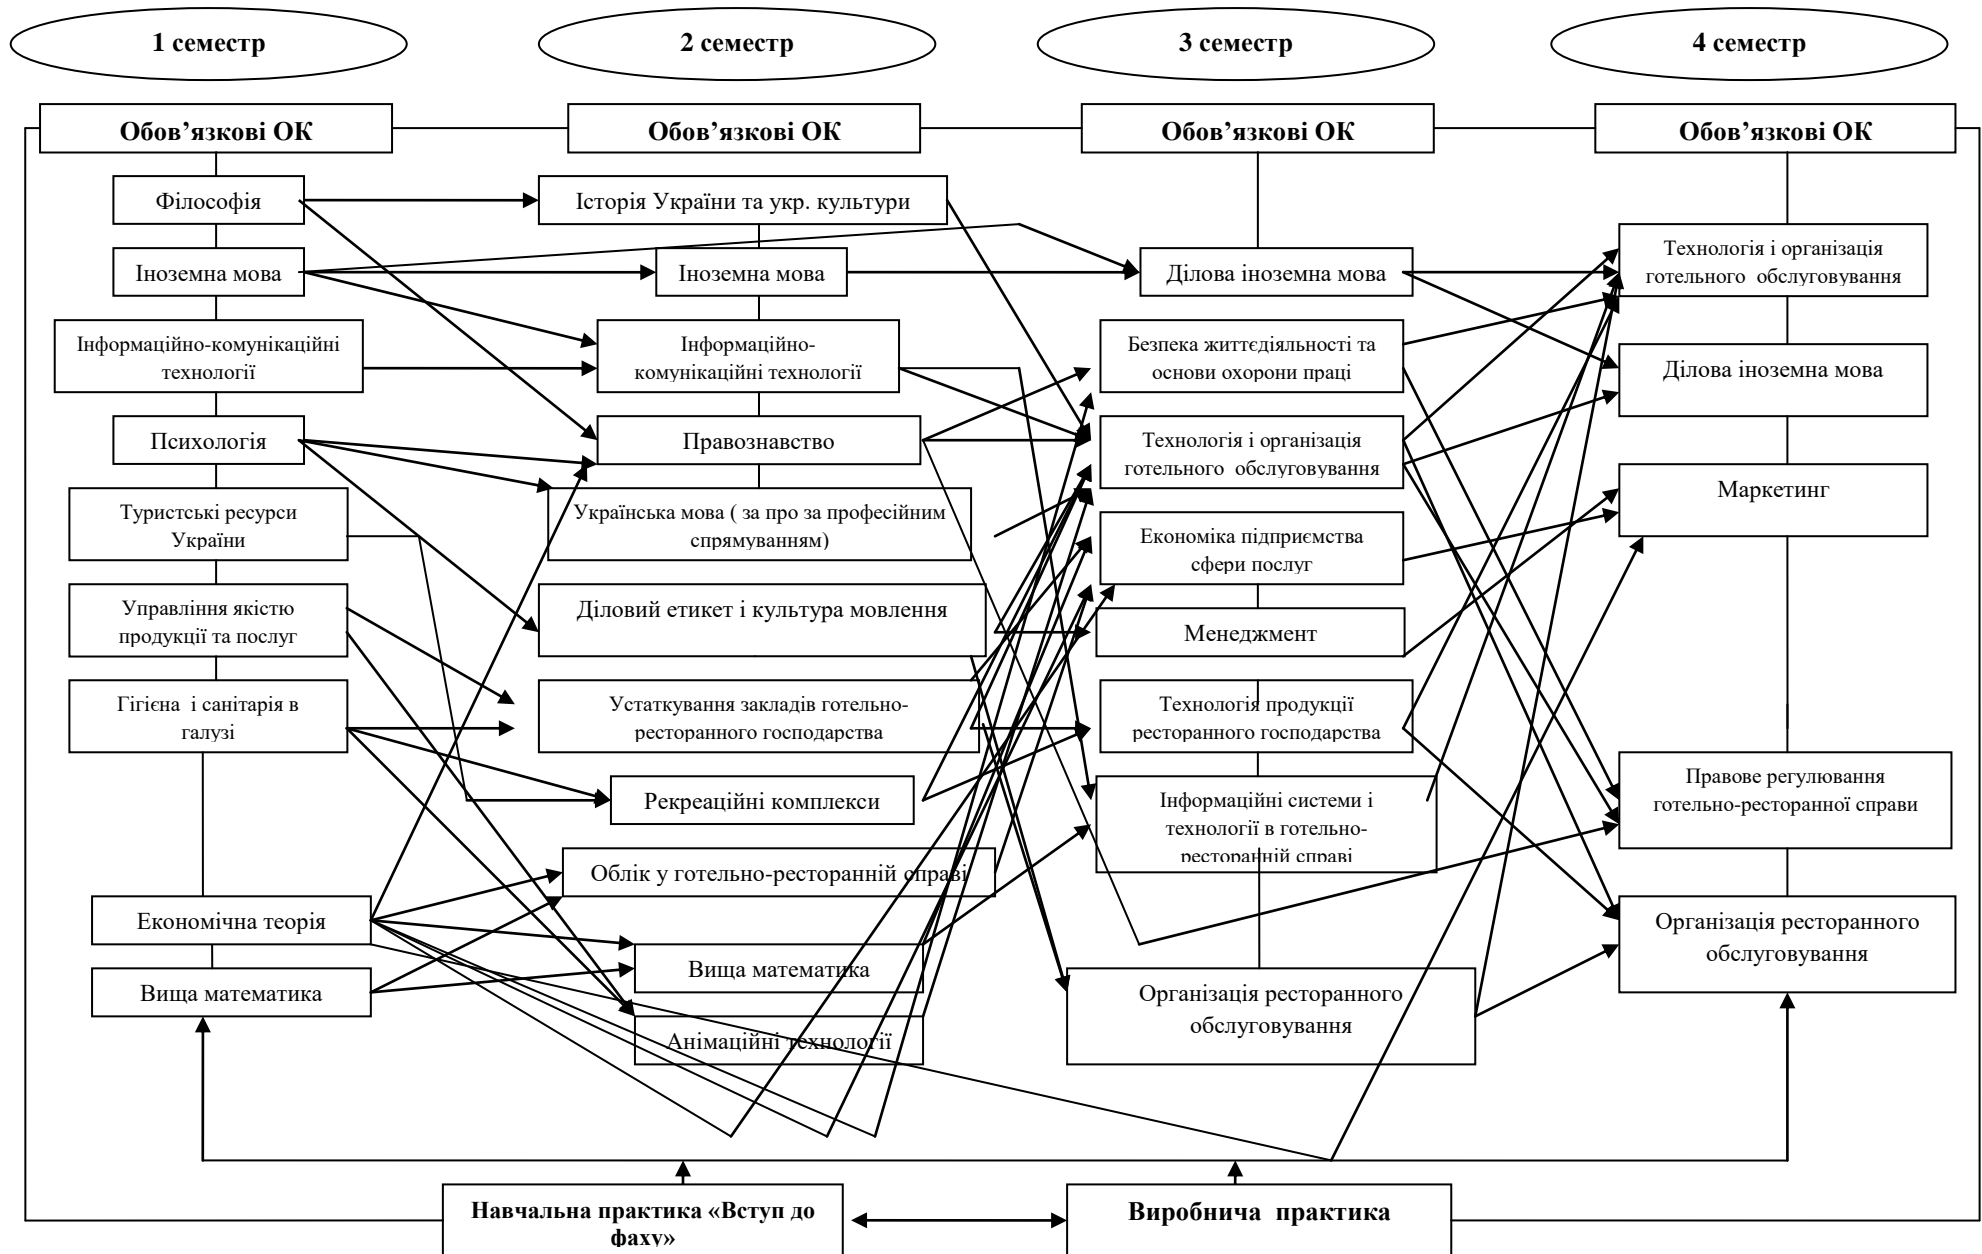 1 семестр
2 семестр
3 семестр
4 семестр
Обов’язкові ОК
Обов’язкові ОК
Обов’язкові ОК
Обов’язкові ОК
Філософія
Іноземна мова
Інформаційно-комунікаційні
технології
Психологія
Туристські ресурси
України
Управління якістю
продукції та послуг
Гігієна і санітарія в
галузі
Економічна теорія
Вища математика
Історія України та укр. культури
Іноземна мова
Інформаційно-
комунікаційні технології
Правознавство
Українська мова ( за про за професійним
спрямуванням)
Діловий етикет і культура мовлення
Устаткування закладів готельно-
ресторанного господарства
Рекреаційні комплекси
Облік у готельно-ресторанній справі
Вища математика
Анімаційні технології
Ділова іноземна мова
Безпека життєдіяльності та
основи охорони праці
Технологія і організація
готельного обслуговування
Економіка підприємства
сфери послуг
Менеджмент
Технологія продукції
ресторанного господарства
Інформаційні системи і
технології в готельно-
ресторанній справі
Організація ресторанного
обслуговування
Технологія і організація
готельного обслуговування
Ділова іноземна мова
Маркетинг
Правове регулювання
готельно-ресторанної справи
Організація ресторанного
обслуговування
Навчальна практика «Вступ до
фаху»
Виробнича практика